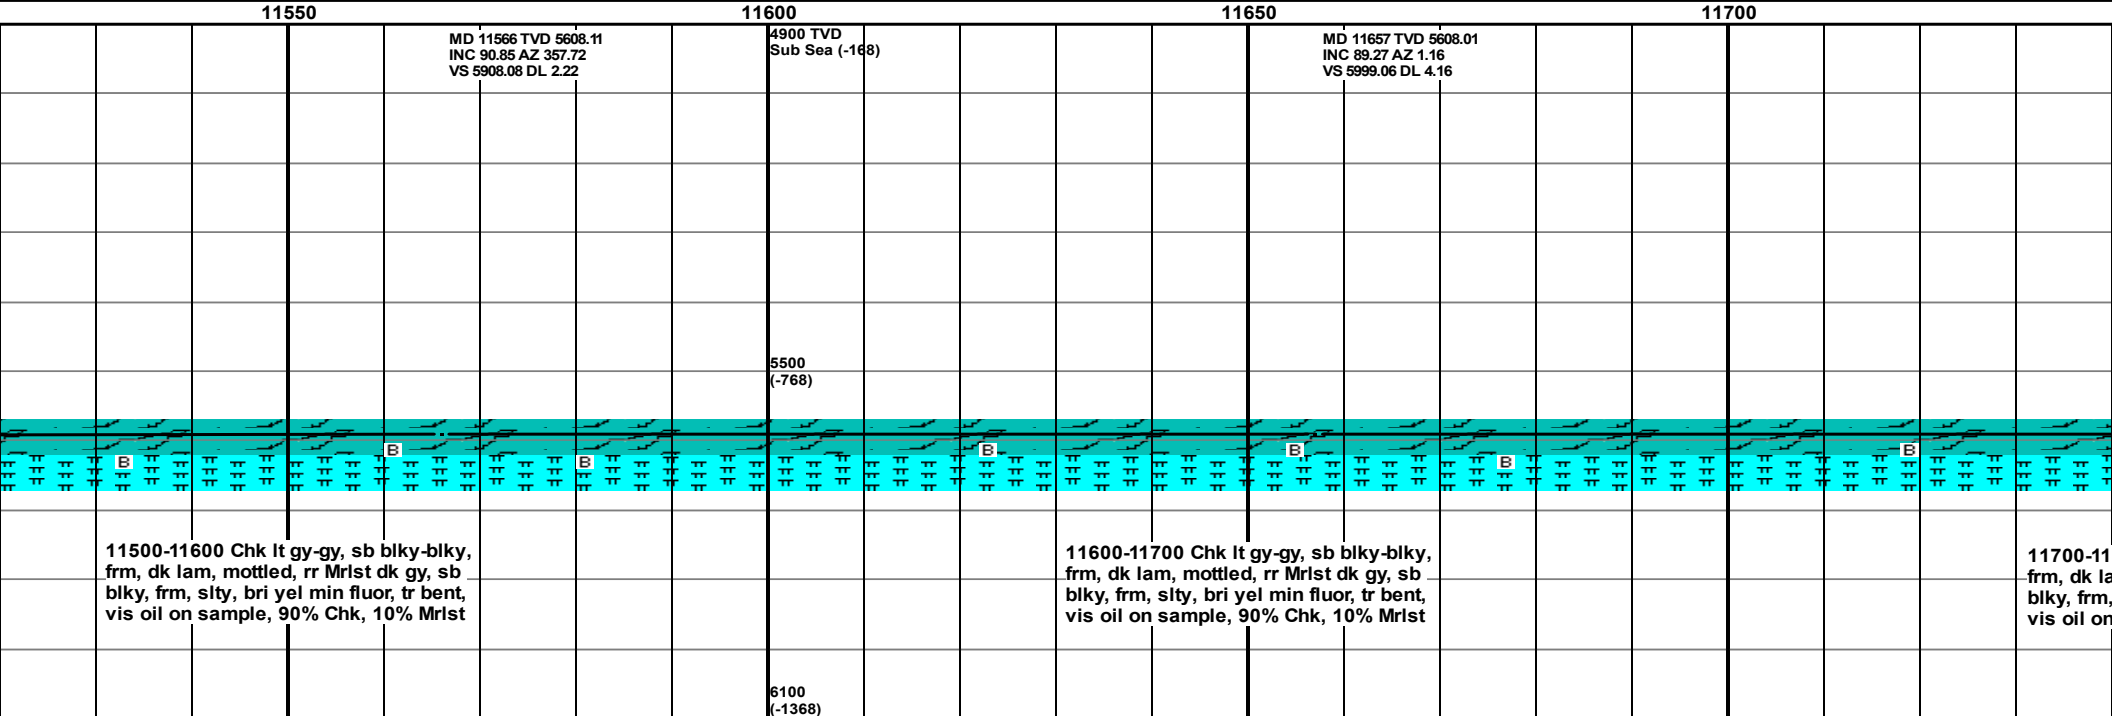 11550
11600
11650
11700
MD 11566 TVD 5608.11
INC 90.85 AZ 357.72
VS 5908.08 DL 2.22
4900 TVD
Sub Sea (-168)
MD 11657 TVD 5608.01
INC 89.27 AZ 1.16
VS 5999.06 DL 4.16
5500
(-768)
B
B
B
B
B
B
B
11500-11600 Chk lt gy-gy, sb blky-blky,
frm, dk lam, mottled, rr Mrlst dk gy, sb
blky, frm, slty, bri yel min fluor, tr bent,
vis oil on sample, 90% Chk, 10% Mrlst
11600-11700 Chk lt gy-gy, sb blky-blky,
frm, dk lam, mottled, rr Mrlst dk gy, sb
blky, frm, slty, bri yel min fluor, tr bent,
vis oil on sample, 90% Chk, 10% Mrlst
11700-11
frm, dk la
blky, frm,
vis oil on
6100
(-1368)